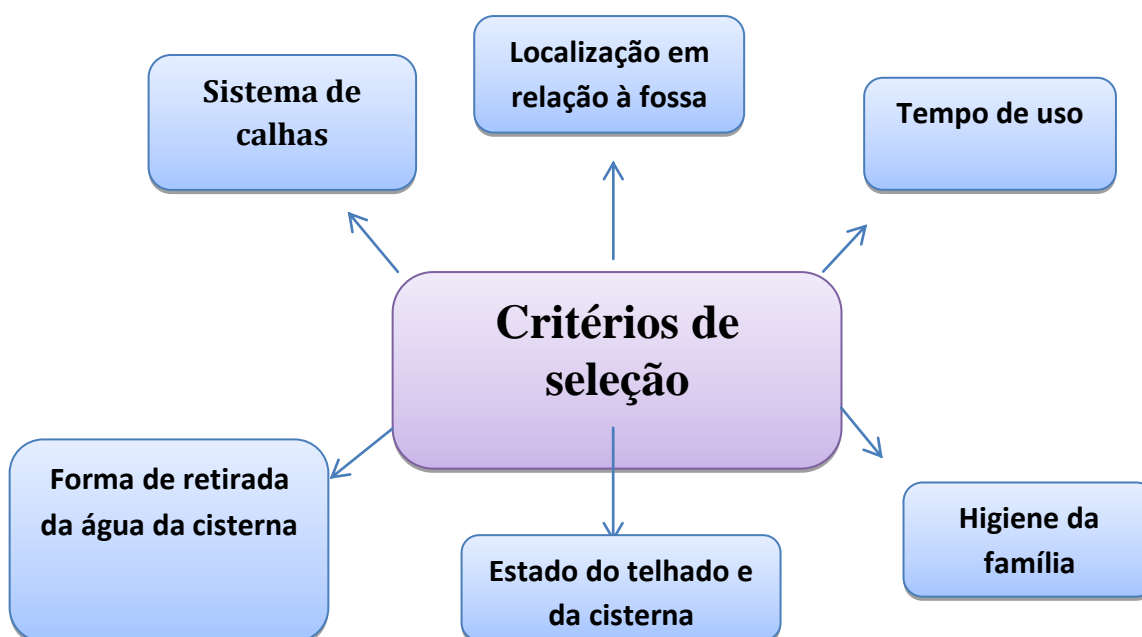 Sistema de
calhas
Localização em
relação à fossa
Tempo de uso
Critérios de
seleção
Forma de retirada
da água da cisterna
Estado do telhado e
da cisterna
Higiene da
família